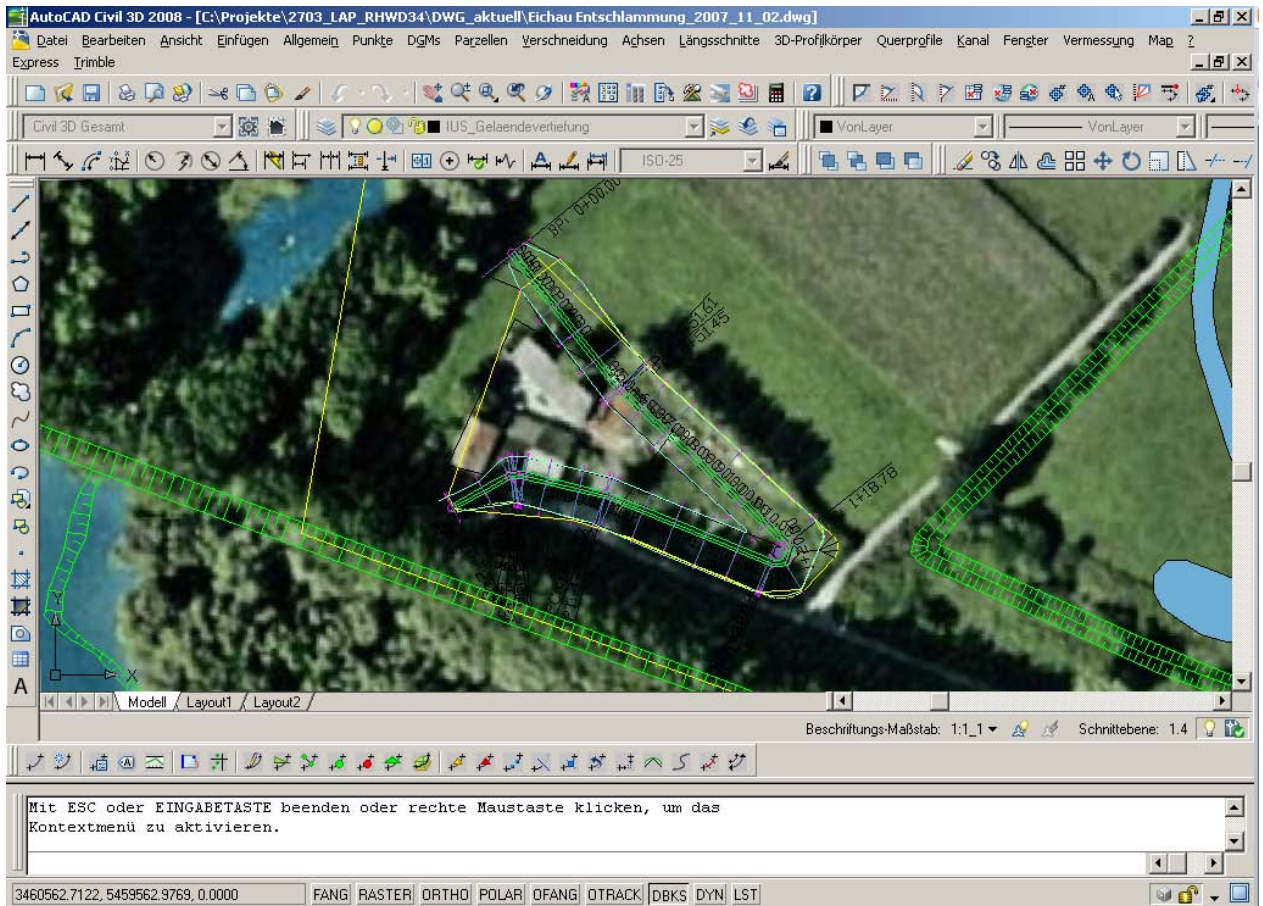 AutoCAD Civil 3D 2008 - [C:\Projekte\2703_LAP_RHWD34\DWG_aktuell\Eichau Entschlammung_2007_11_02.dwg]
Datei Bearbeiten Ansicht Einfügen Allgemein Punkte DGMs Parzellen Verschneidung Achsen Längsschnitte 3D-Profilkörper Querprofile Kanal Fenster Vermessung Map ?
Express Trimble
Civil 3D Gesamt IUS_Gelaendevertiefung VonLayer VonLayer
ISO-25
BP: 0+00.00
51.61
51.45
1+18.78
Y
X
A
Modell Layout1 Layout2
Beschriftungs-Maßstab: 1:1_1 Schnittebene: 1.4
Mit ESC oder EINGABETASTE beenden oder rechte Maustaste klicken, um das
Kontextmenü zu aktivieren.
3460562.7122, 5459562.9769, 0.0000 FANG RASTER ORTHO POLAR OFANG OTRACK DBKS DYN LST